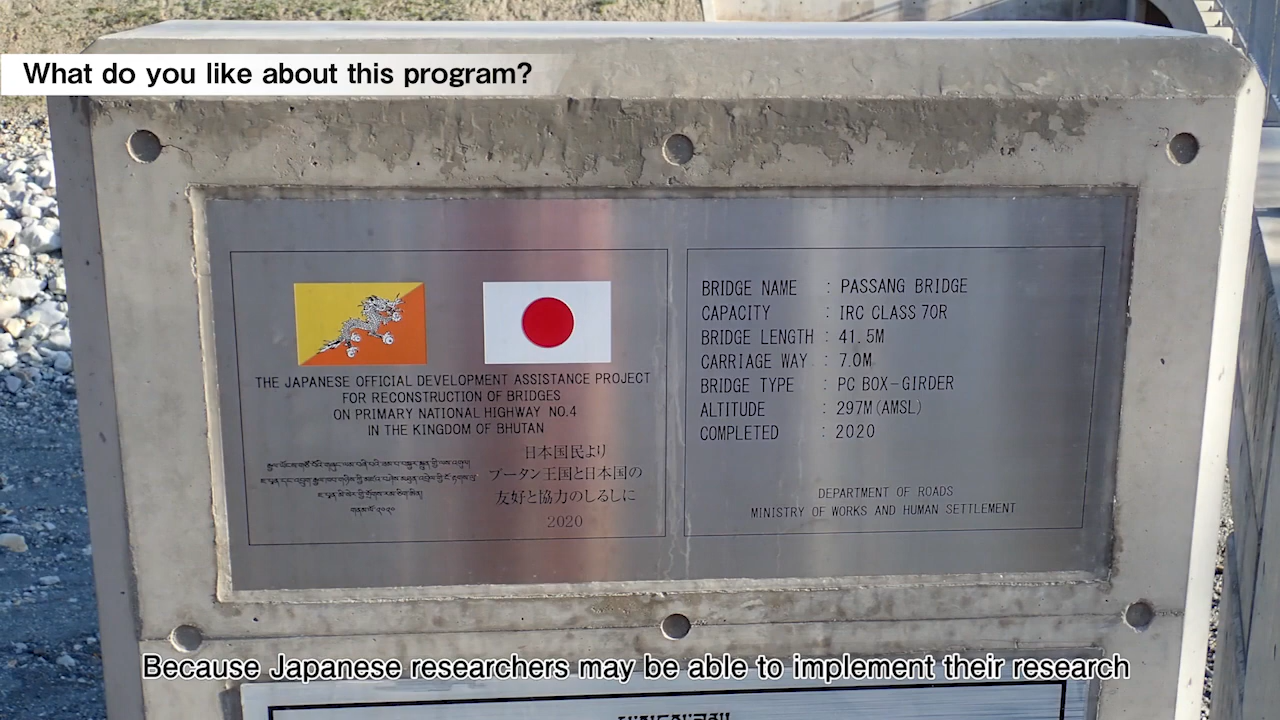 What do you like about this program?
THE JAPANESE OFFICIAL DEVELOPMENT ASSISTANCE PROJECT
FOR RECONSTRUCTION OF BRIDGES
ON PRIMARY NATIONAL HIGHWAY NO.4
IN THE KINGDOM OF BHUTAN
日本国民より
ブータン王国と日本国の
友好と協力のしるしに
2020
BRIDGE NAME : PASSANG BRIDGE
CAPACITY : IRC CLASS 70R
BRIDGE LENGTH : 41.5M
CARRIAGE WAY : 7.0M
BRIDGE TYPE : PC BOX-GIRDER
ALTITUDE : 297M(AMSL)
COMPLETED : 2020
DEPARTMENT OF ROADS
MINISTRY OF WORKS AND HUMAN SETTLEMENT
Because Japanese researchers may be able to implement their research